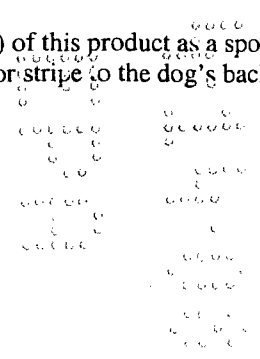 ) of this product as a spo
or stripe to the dog's bac